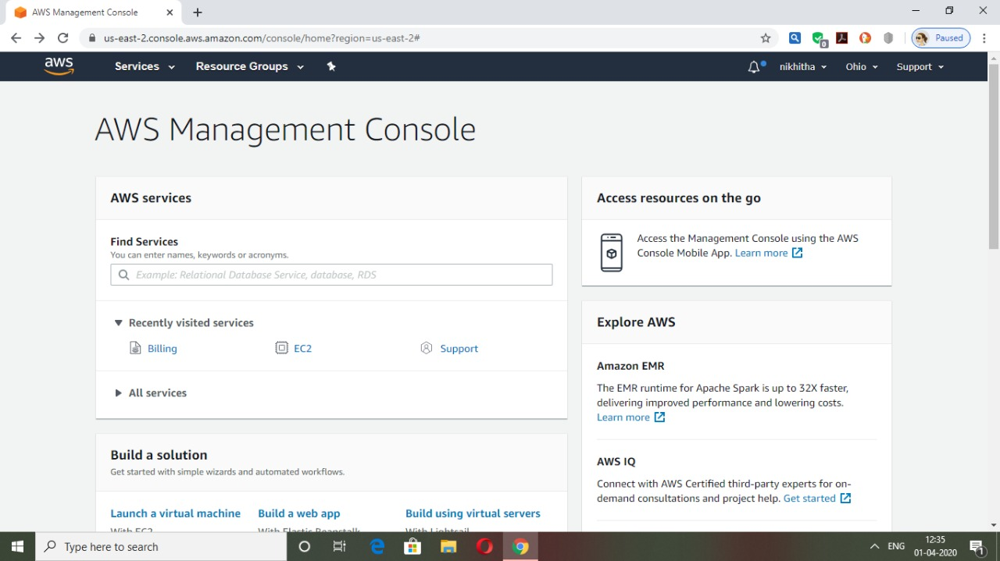 AWS Management Console
us-east-2.console.aws.amazon.com/console/home?region=us-east-2#
0
Paused
aws
Services
Resource Groups
nikhitha
Ohio
Support
AWS Management Console
AWS services
Find Services
You can enter names, keywords or acronyms.
Example: Relational Database Service, database, RDS
Recently visited services
Billing
EC2
Support
All services
Build a solution
Get started with simple wizards and automated workflows.
Launch a virtual machine
Build a web app
Build using virtual servers
With EC2
With Elastic Beanstalk
With Lightsail
Access resources on the go
Access the Management Console using the AWS
Console Mobile App. Learn more
Explore AWS
Amazon EMR
The EMR runtime for Apache Spark is up to 32X faster,
delivering improved performance and lowering costs.
Learn more
AWS IQ
Connect with AWS Certified third-party experts for on-
demand consultations and project help. Get started
Type here to search
ENG
12:35
01-04-2020
1